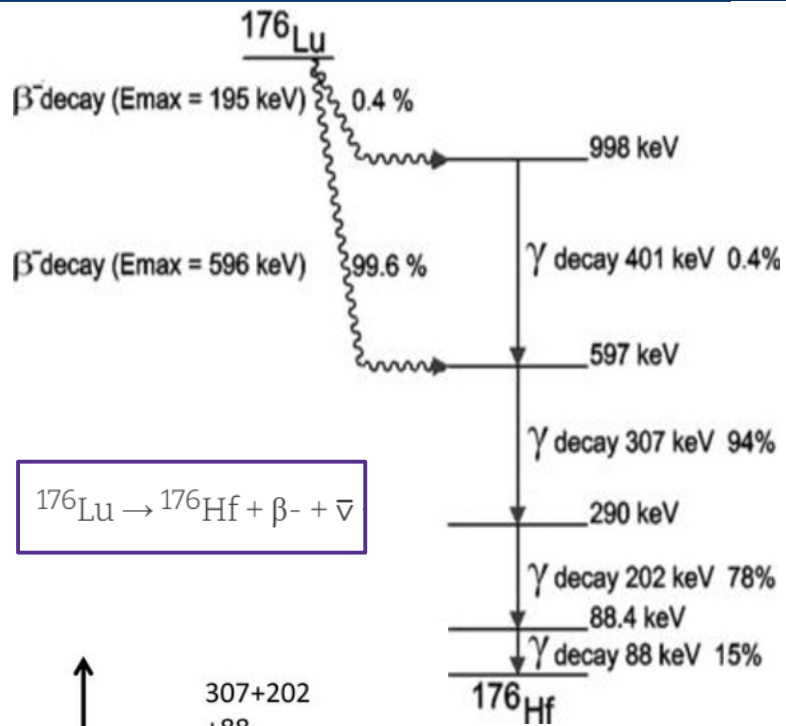 ¹⁷⁶Lu
β⁻decay (Emax = 195 keV) 0.4 %
998 keV
γ decay 401 keV 0.4%
β⁻decay (Emax = 596 keV) 99.6 %
597 keV
γ decay 307 keV 94%
¹⁷⁶Lu → ¹⁷⁶Hf + β- + ν̅
290 keV
γ decay 202 keV 78%
88.4 keV
γ decay 88 keV 15%
¹⁷⁶Hf
307+202
+88